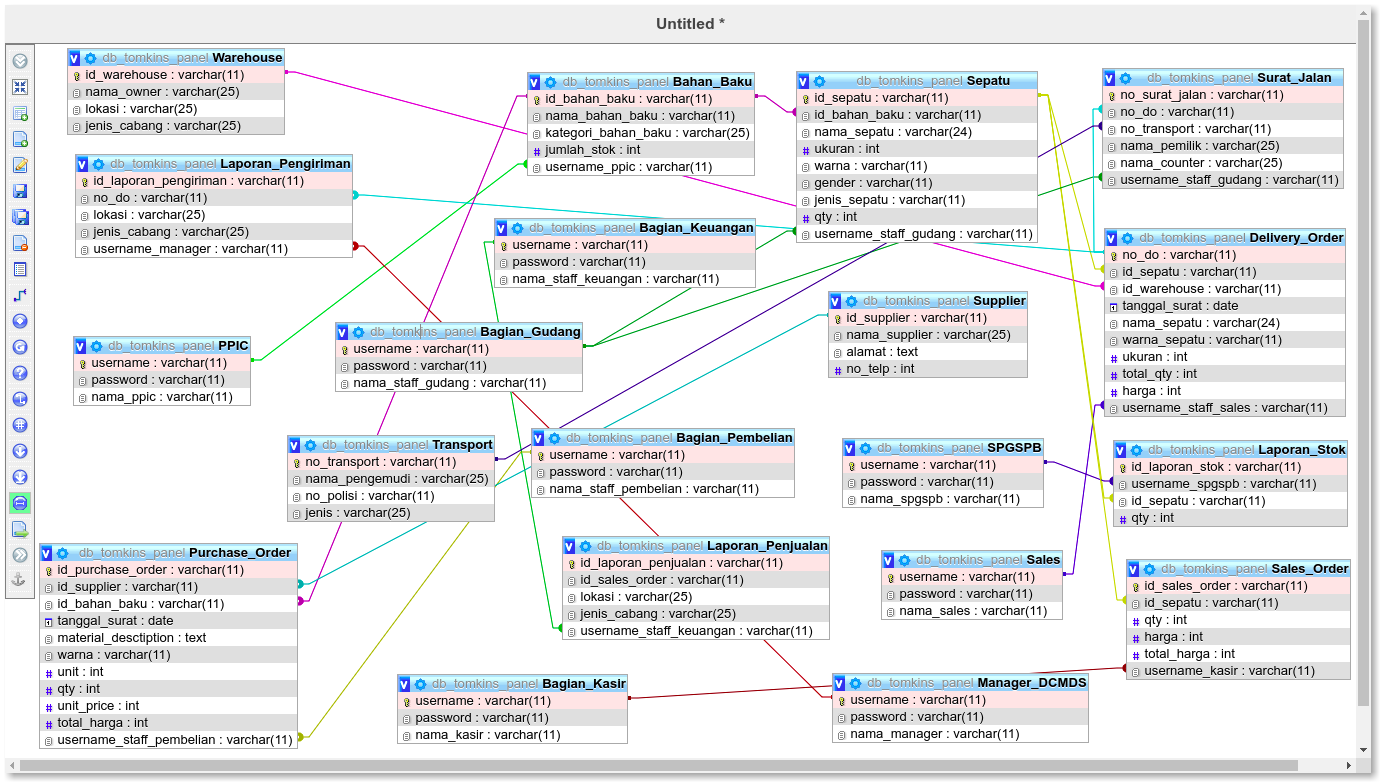 Untitled *
db_tomkins_panel Warehouse
id_warehouse : varchar(11)
nama_owner : varchar(25)
lokasi : varchar(25)
jenis_cabang : varchar(25)
db_tomkins_panel Bahan_Baku
id_bahan_baku : varchar(11)
nama_bahan_baku : varchar(11)
kategori_bahan_baku : varchar(25)
jumlah_stok : int
username_ppic : varchar(11)
db_tomkins_panel Sepatu
id_sepatu : varchar(11)
id_bahan_baku : varchar(11)
nama_sepatu : varchar(24)
ukuran : int
warna : varchar(11)
gender : varchar(11)
jenis_sepatu : varchar(11)
qty : int
username_staff_gudang : varchar(11)
db_tomkins_panel Surat_Jalan
no_surat_jalan : varchar(11)
no_do : varchar(11)
no_transport : varchar(11)
nama_pemilik : varchar(25)
nama_counter : varchar(25)
username_staff_gudang : varchar(11)
db_tomkins_panel Laporan_Pengiriman
id_laporan_pengiriman : varchar(11)
no_do : varchar(11)
lokasi : varchar(25)
jenis_cabang : varchar(25)
username_manager : varchar(11)
db_tomkins_panel Bagian_Keuangan
username : varchar(11)
password : varchar(11)
nama_staff_keuangan : varchar(11)
db_tomkins_panel Delivery_Order
no_do : varchar(11)
id_sepatu : varchar(11)
id_warehouse : varchar(11)
tanggal_surat : date
nama_sepatu : varchar(24)
warna_sepatu : varchar(11)
ukuran : int
total_qty : int
harga : int
username_staff_sales : varchar(11)
db_tomkins_panel Supplier
id_supplier : varchar(11)
nama_supplier : varchar(25)
alamat : text
no_telp : int
db_tomkins_panel PPIC
username : varchar(11)
password : varchar(11)
nama_ppic : varchar(11)
db_tomkins_panel Bagian_Gudang
username : varchar(11)
password : varchar(11)
nama_staff_gudang : varchar(11)
db_tomkins_panel Transport
no_transport : varchar(11)
nama_pengemudi : varchar(25)
no_polisi : varchar(11)
jenis : varchar(25)
db_tomkins_panel Bagian_Pembelian
username : varchar(11)
password : varchar(11)
nama_staff_pembelian : varchar(11)
db_tomkins_panel SPGSPB
username : varchar(11)
password : varchar(11)
nama_spgspb : varchar(11)
db_tomkins_panel Laporan_Stok
id_laporan_stok : varchar(11)
username_spgspb : varchar(11)
id_sepatu : varchar(11)
qty : int
db_tomkins_panel Purchase_Order
id_purchase_order : varchar(11)
id_supplier : varchar(11)
id_bahan_baku : varchar(11)
tanggal_surat : date
material_desctiption : text
warna : varchar(11)
unit : int
qty : int
unit_price : int
total_harga : int
username_staff_pembelian : varchar(11)
db_tomkins_panel Laporan_Penjualan
id_laporan_penjualan : varchar(11)
id_sales_order : varchar(11)
lokasi : varchar(25)
jenis_cabang : varchar(25)
username_staff_keuangan : varchar(11)
db_tomkins_panel Sales
username : varchar(11)
password : varchar(11)
nama_sales : varchar(11)
db_tomkins_panel Sales_Order
id_sales_order : varchar(11)
id_sepatu : varchar(11)
qty : int
harga : int
total_harga : int
username_kasir : varchar(11)
db_tomkins_panel Bagian_Kasir
username : varchar(11)
password : varchar(11)
nama_kasir : varchar(11)
db_tomkins_panel Manager_DCMDS
username : varchar(11)
password : varchar(11)
nama_manager : varchar(11)